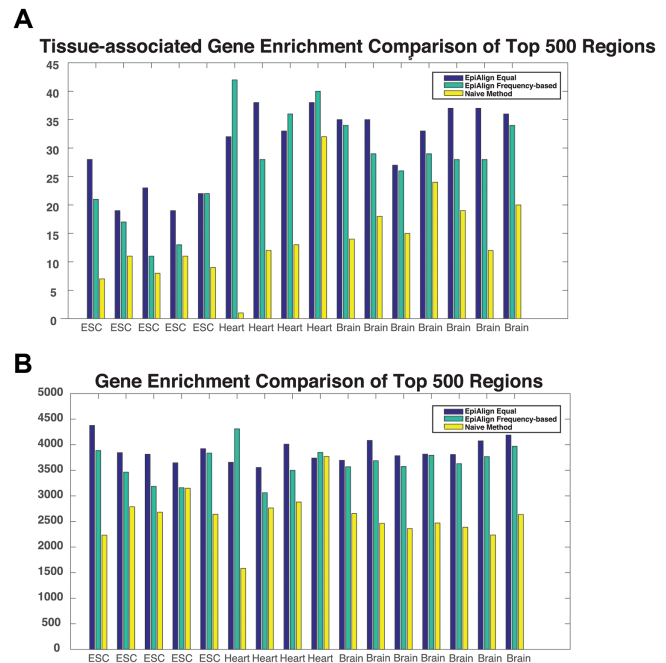 A
Tissue-associated Gene Enrichment Comparison of Top 500 Regions
45
40
35
30
25
20
15
10
5
0
EpiAlign Equal
EpiAlign Frequency-based
Naive Method
ESC ESC ESC ESC ESC Heart Heart Heart Heart Brain Brain Brain Brain Brain Brain Brain
B
Gene Enrichment Comparison of Top 500 Regions
5000
4500
4000
3500
3000
2500
2000
1500
1000
500
0
EpiAlign Equal
EpiAlign Frequency-based
Naive Method
ESC ESC ESC ESC ESC Heart Heart Heart Heart Brain Brain Brain Brain Brain Brain Brain